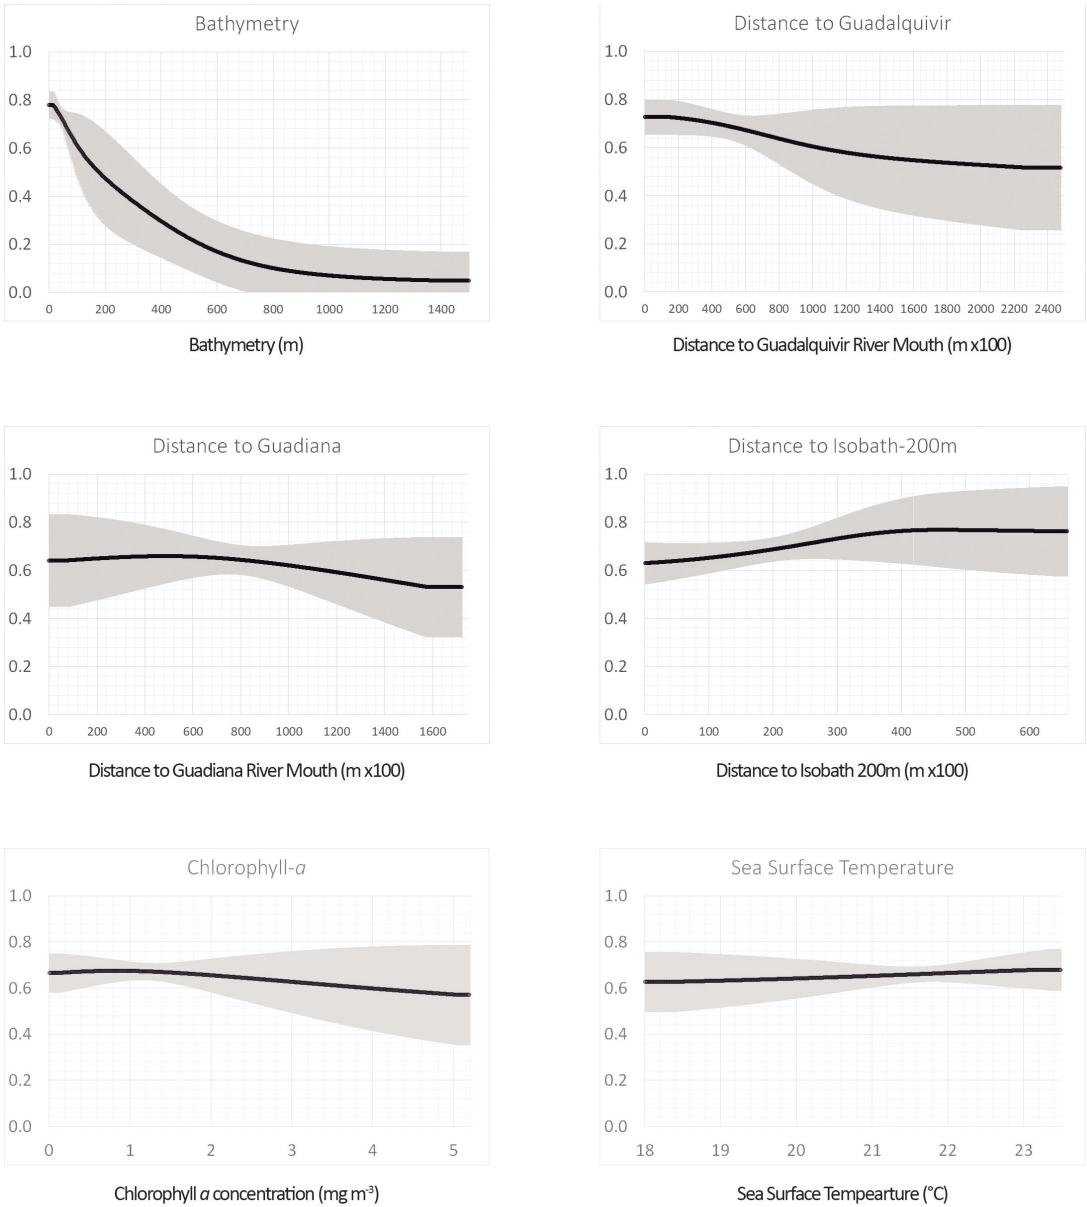 Bathymetry
1.0
0.8
0.6
0.4
0.2
0.0
0 200 400 600 800 1000 1200 1400
Bathymetry (m)
Distance to Guadalquivir
1.0
0.8
0.6
0.4
0.2
0.0
0 200 400 600 800 1000 1200 1400 1600 1800 2000 2200 2400
Distance to Guadalquivir River Mouth (m x100)
Distance to Guadiana
1.0
0.8
0.6
0.4
0.2
0.0
0 200 400 600 800 1000 1200 1400 1600
Distance to Guadiana River Mouth (m x100)
Distance to Isobath-200m
1.0
0.8
0.6
0.4
0.2
0.0
0 100 200 300 400 500 600
Distance to Isobath 200m (m x100)
Chlorophyll-a
1.0
0.8
0.6
0.4
0.2
0.0
0 1 2 3 4 5
Chlorophyll a concentration (mg m⁻³)
Sea Surface Temperature
1.0
0.8
0.6
0.4
0.2
0.0
18 19 20 21 22 23
Sea Surface Tempearture (°C)